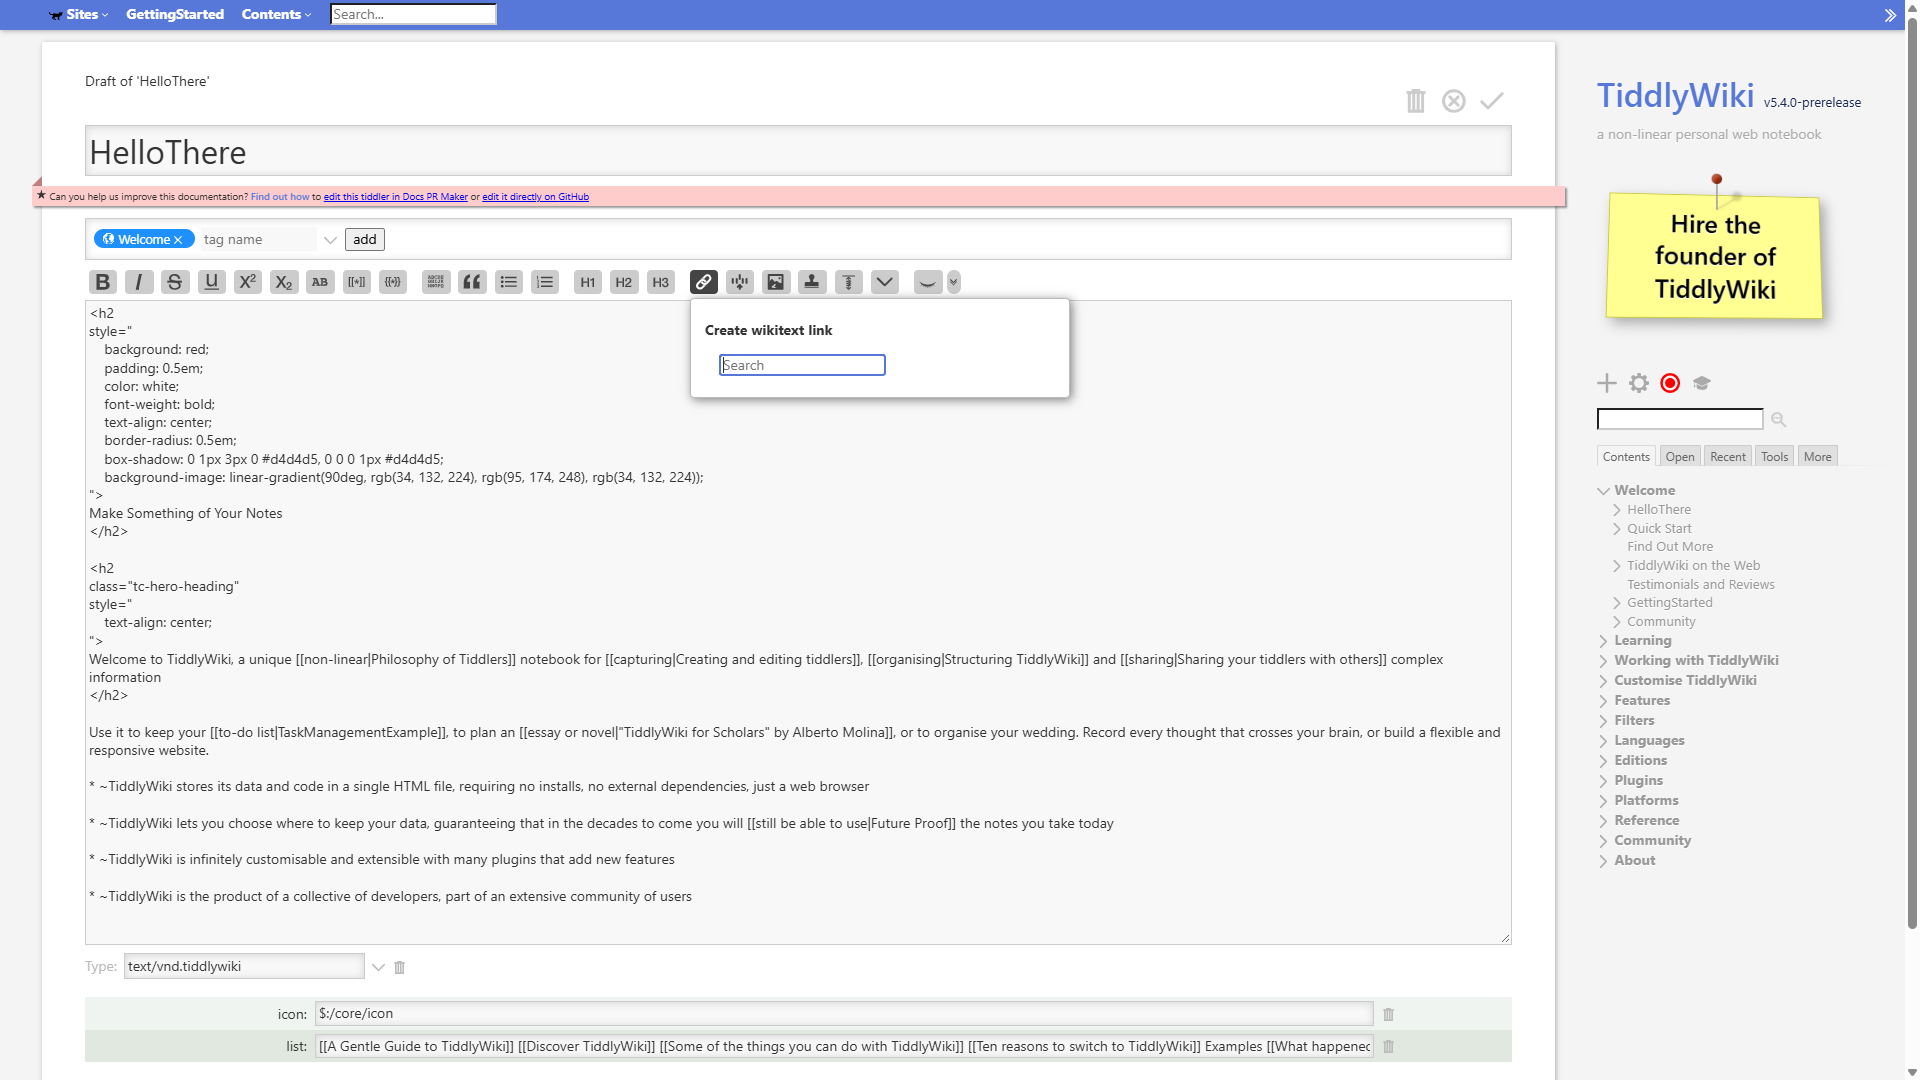 Sites
GettingStarted
Contents
Search...
Draft of 'HelloThere'
HelloThere
★ Can you help us improve this documentation? Find out how to edit this tiddler in Docs PR Maker or edit it directly on GitHub
Welcome ×
tag name
add
B I S U X² X₂ AB [[*]] {{*}} H1 H2 H3
Create wikitext link
Search
<h2
style="
background: red;
padding: 0.5em;
color: white;
font-weight: bold;
text-align: center;
border-radius: 0.5em;
box-shadow: 0 1px 3px 0 #d4d4d5, 0 0 0 1px #d4d4d5;
background-image: linear-gradient(90deg, rgb(34, 132, 224), rgb(95, 174, 248), rgb(34, 132, 224));
">
Make Something of Your Notes
</h2>
<h2
class="tc-hero-heading"
style="
text-align: center;
">
Welcome to TiddlyWiki, a unique [[non-linear|Philosophy of Tiddlers]] notebook for [[capturing|Creating and editing tiddlers]], [[organising|Structuring TiddlyWiki]] and [[sharing|Sharing your tiddlers with others]] complex
information
</h2>
Use it to keep your [[to-do list|TaskManagementExample]], to plan an [[essay or novel|"TiddlyWiki for Scholars" by Alberto Molina]], or to organise your wedding. Record every thought that crosses your brain, or build a flexible and
responsive website.
* ~TiddlyWiki stores its data and code in a single HTML file, requiring no installs, no external dependencies, just a web browser
* ~TiddlyWiki lets you choose where to keep your data, guaranteeing that in the decades to come you will [[still be able to use|Future Proof]] the notes you take today
* ~TiddlyWiki is infinitely customisable and extensible with many plugins that add new features
* ~TiddlyWiki is the product of a collective of developers, part of an extensive community of users
Type: text/vnd.tiddlywiki
icon: $:/core/icon
list: [[A Gentle Guide to TiddlyWiki]] [[Discover TiddlyWiki]] [[Some of the things you can do with TiddlyWiki]] [[Ten reasons to switch to TiddlyWiki]] Examples [[What happened
TiddlyWiki v5.4.0-prerelease
a non-linear personal web notebook
Hire the
founder of
TiddlyWiki
Contents
Open
Recent
Tools
More
Welcome
HelloThere
Quick Start
Find Out More
TiddlyWiki on the Web
Testimonials and Reviews
GettingStarted
Community
Learning
Working with TiddlyWiki
Customise TiddlyWiki
Features
Filters
Languages
Editions
Plugins
Platforms
Reference
Community
About